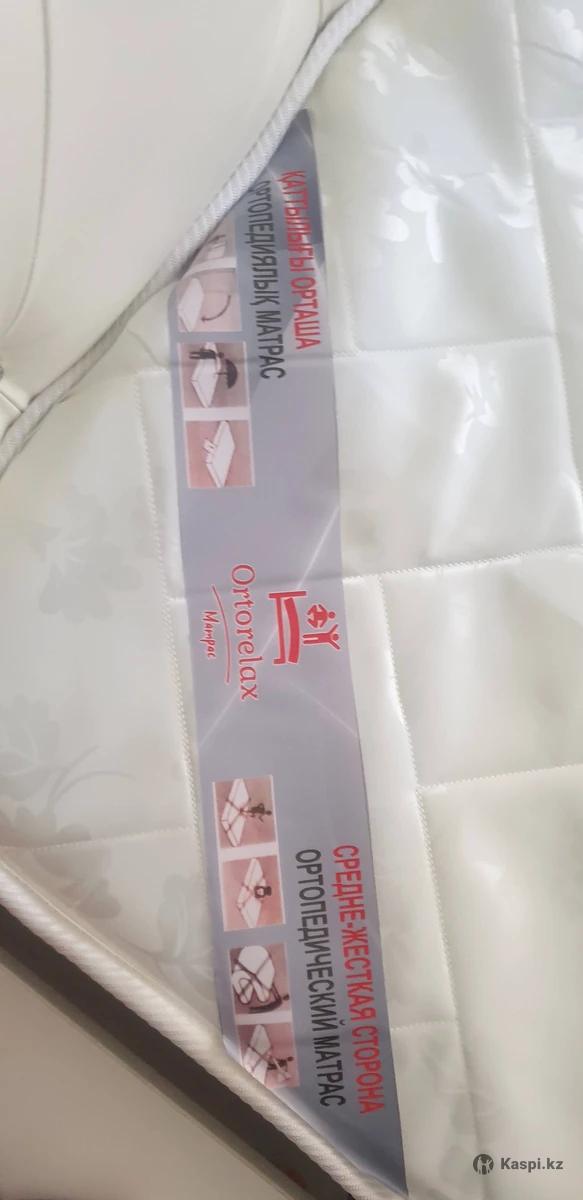 ҚАТТЫЛЫҒЫ ОРТАША
ОРТОПЕДИЯЛЫҚ МАТРАС
Ortorelax
Матрас
СРЕДНЕ-ЖЕСТКАЯ СТОРОНА
ОРТОПЕДИЧЕСКИЙ МАТРАС
Kaspi.kz